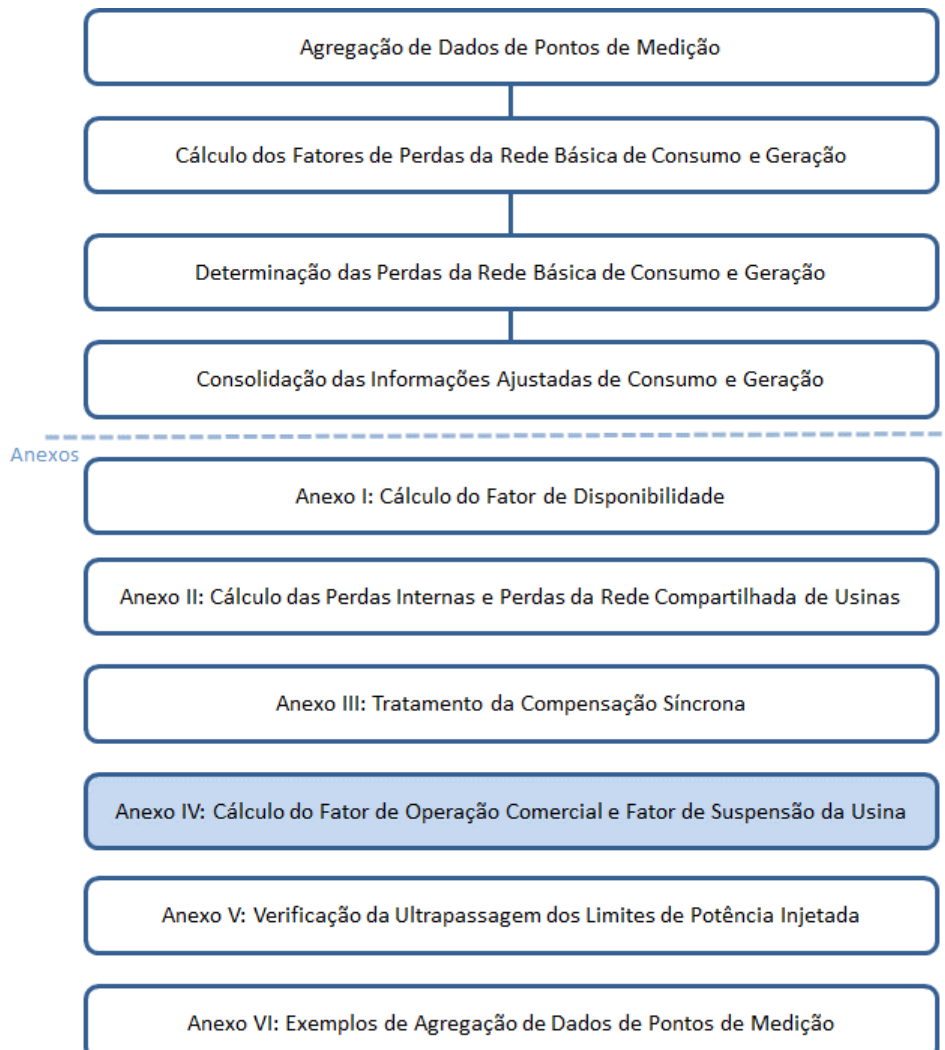 Agregação de Dados de Pontos de Medição
Cálculo dos Fatores de Perdas da Rede Básica de Consumo e Geração
Determinação das Perdas da Rede Básica de Consumo e Geração
Consolidação das Informações Ajustadas de Consumo e Geração
Anexos
Anexo I: Cálculo do Fator de Disponibilidade
Anexo II: Cálculo das Perdas Internas e Perdas da Rede Compartilhada de Usinas
Anexo III: Tratamento da Compensação Síncrona
Anexo IV: Cálculo do Fator de Operação Comercial e Fator de Suspensão da Usina
Anexo V: Verificação da Ultrapassagem dos Limites de Potência Injetada
Anexo VI: Exemplos de Agregação de Dados de Pontos de Medição